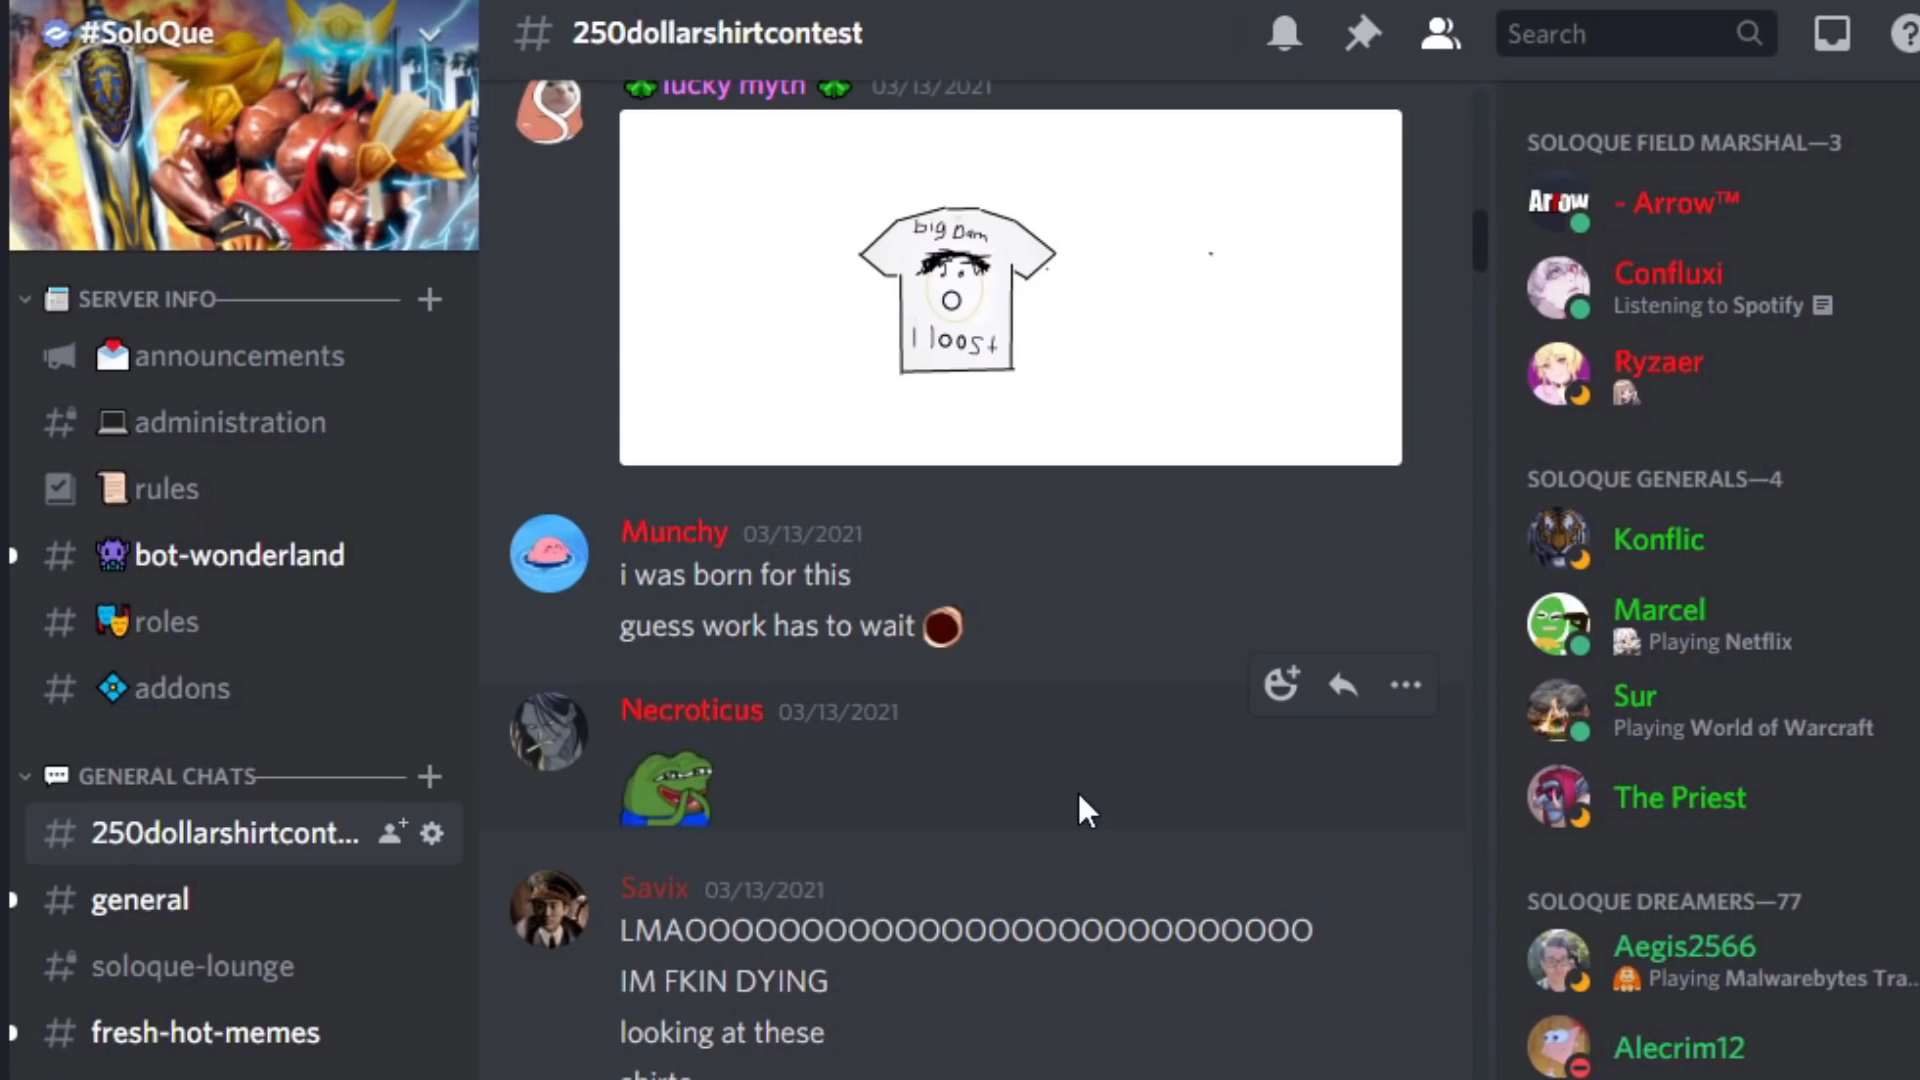 #SoloQue
SERVER INFO
announcements
administration
rules
bot-wonderland
roles
addons
GENERAL CHATS
250dollarshirtcont...
general
soloque-lounge
fresh-hot-memes
250dollarshirtcontest
Search
lucky myth 03/13/2021
big Dam
I loost
Munchy 03/13/2021
i was born for this
guess work has to wait
Necroticus 03/13/2021
Savix 03/13/2021
LMAOOOOOOOOOOOOOOOOOOOOOOOOOOO
IM FKIN DYING
looking at these
shirts
SOLOQUE FIELD MARSHAL—3
Arrow
- Arrow™
Confluxi
Listening to Spotify
Ryzaer
SOLOQUE GENERALS—4
Konflic
Marcel
Playing Netflix
Sur
Playing World of Warcraft
The Priest
SOLOQUE DREAMERS—77
Aegis2566
Playing Malwarebytes Tra...
Alecrim12